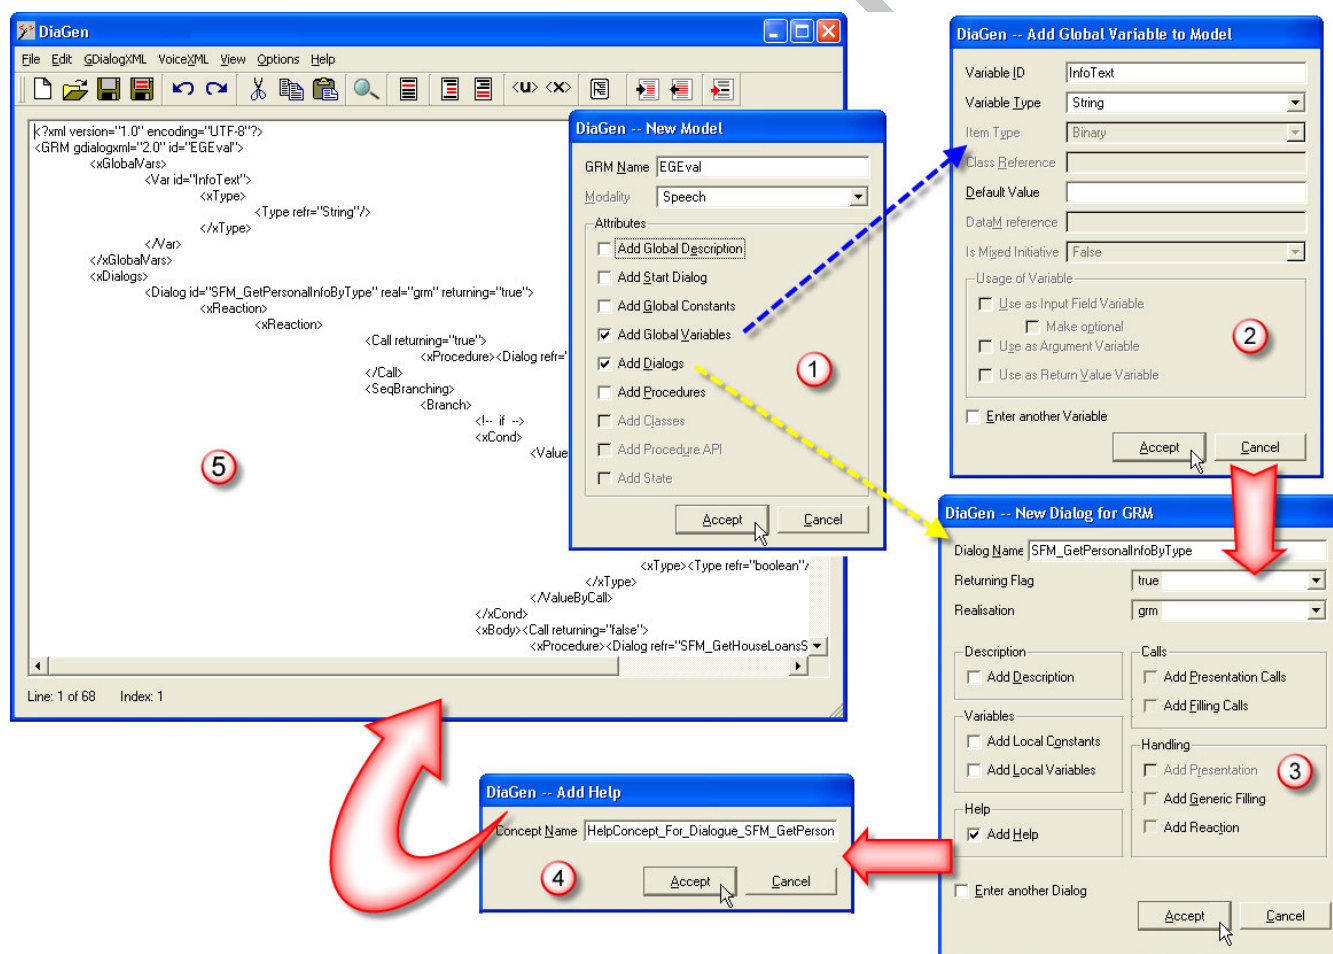 DiaGen
File Edit GDialogXML VoiceXML View Options Help
<u> <x>
<?xml version="1.0" encoding="UTF-8"?>
<GRM gdialogxml="2.0" id="EGEval">
<xGlobalVars>
<Var id="InfoText">
<xType>
<Type refr="String"/>
</xType>
</Var>
</xGlobalVars>
<xDialogs>
<Dialog id="SFM_GetPersonalInfoByType" real="grm" returning="true">
<xReaction>
<xReaction>
<Call returning="true">
<xProcedure><Dialog refr="
</Call>
<SeqBranching>
<Branch>
<!-- if -->
<xCond>
<Value
<xType><Type refr="boolean"/
</xType>
</ValueByCall>
</xCond>
<xBody><Call returning="false">
<xProcedure><Dialog refr="SFM_GetHouseLoansS
5
Line: 1 of 68 Index: 1
DiaGen -- New Model
GRM Name EGEval
Modality Speech
Attributes
Add Global Description
Add Start Dialog
Add Global Constants
Add Global Variables
Add Dialogs
Add Procedures
Add Classes
Add Procedure API
Add State
1
Accept Cancel
DiaGen -- Add Global Variable to Model
Variable ID InfoText
Variable Type String
Item Type Binary
Class Reference
Default Value
DataM reference
Is Mixed Initiative False
Usage of Variable
Use as Input Field Variable
Make optional
Use as Argument Variable
Use as Return Value Variable
2
Enter another Variable
Accept Cancel
DiaGen -- New Dialog for GRM
Dialog Name SFM_GetPersonalInfoByType
Returning Flag true
Realisation grm
Description
Add Description
Variables
Add Local Constants
Add Local Variables
Help
Add Help
Calls
Add Presentation Calls
Add Filling Calls
Handling
Add Presentation
Add Generic Filling
Add Reaction
3
Enter another Dialog
Accept Cancel
DiaGen -- Add Help
Concept Name HelpConcept_For_Dialogue_SFM_GetPerson
4
Accept Cancel